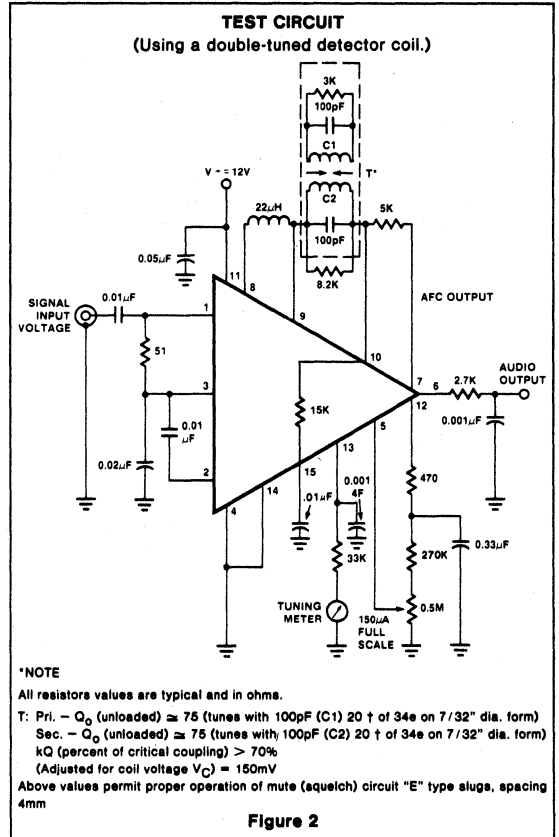 TEST CIRCUIT
(Using a double-tuned detector coil.)
3K
100pF
C1
T*
C2
V + = 12V
22µH
100pF
5K
0.05µF
8.2K
11
8
AFC OUTPUT
0.01µF
9
SIGNAL
INPUT
VOLTAGE
1
51
10
AUDIO
OUTPUT
7
6
2.7K
3
12
0.01
µF
15K
5
0.001µF
13
0.02µF
2
15
470
14
.01µF
0.001
4F
4
33K
270K
0.33µF
TUNING
METER
150µA
FULL
SCALE
0.5M
*NOTE
All resistors values are typical and in ohms.
T: Pri. – Qo (unloaded) ≃ 75 (tunes with 100pF (C1) 20 † of 34e on 7/32" dia. form)
Sec. – Qo (unloaded) ≃ 75 (tunes with 100pF (C2) 20 † of 34e on 7/32" dia. form)
kQ (percent of critical coupling) > 70%
(Adjusted for coil voltage VC) = 150mV
Above values permit proper operation of mute (squelch) circuit "E" type slugs, spacing
4mm
Figure 2